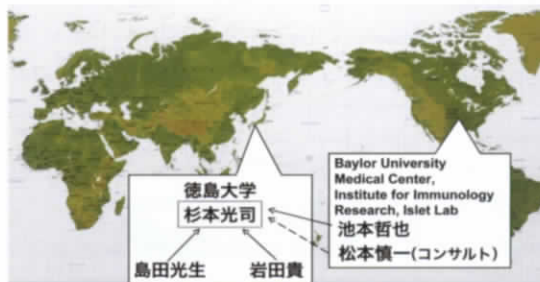 徳島大学
杉本光司
島田光生 岩田貴
Baylor University
Medical Center,
Institute for Immunology
Research, Islet Lab
池本哲也
松本慎一(コンサルト)